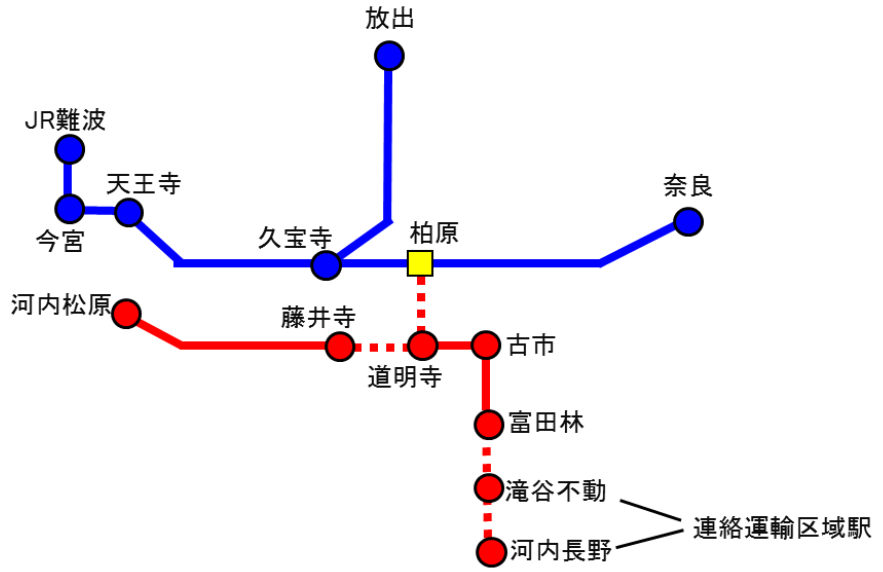 放出
JR難波
天王寺
奈良
今宮
久宝寺
柏原
河内松原
藤井寺
古市
道明寺
富田林
滝谷不動
連絡運輸区域駅
河内長野